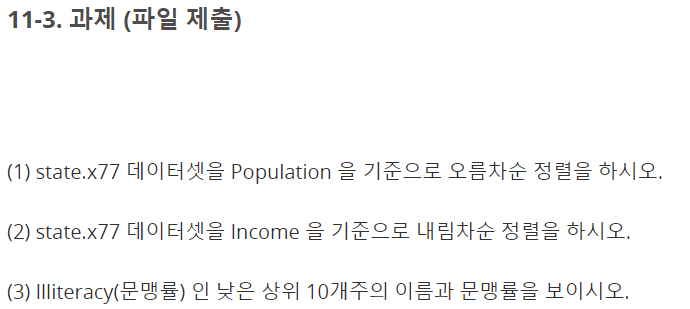 11-3. 과제 (파일 제출)
(1) state.x77 데이터셋을 Population 을 기준으로 오름차순 정렬을 하시오.
(2) state.x77 데이터셋을 Income 을 기준으로 내림차순 정렬을 하시오.
(3) Illiteracy(문맹률) 인 낮은 상위 10개주의 이름과 문맹률을 보이시오.